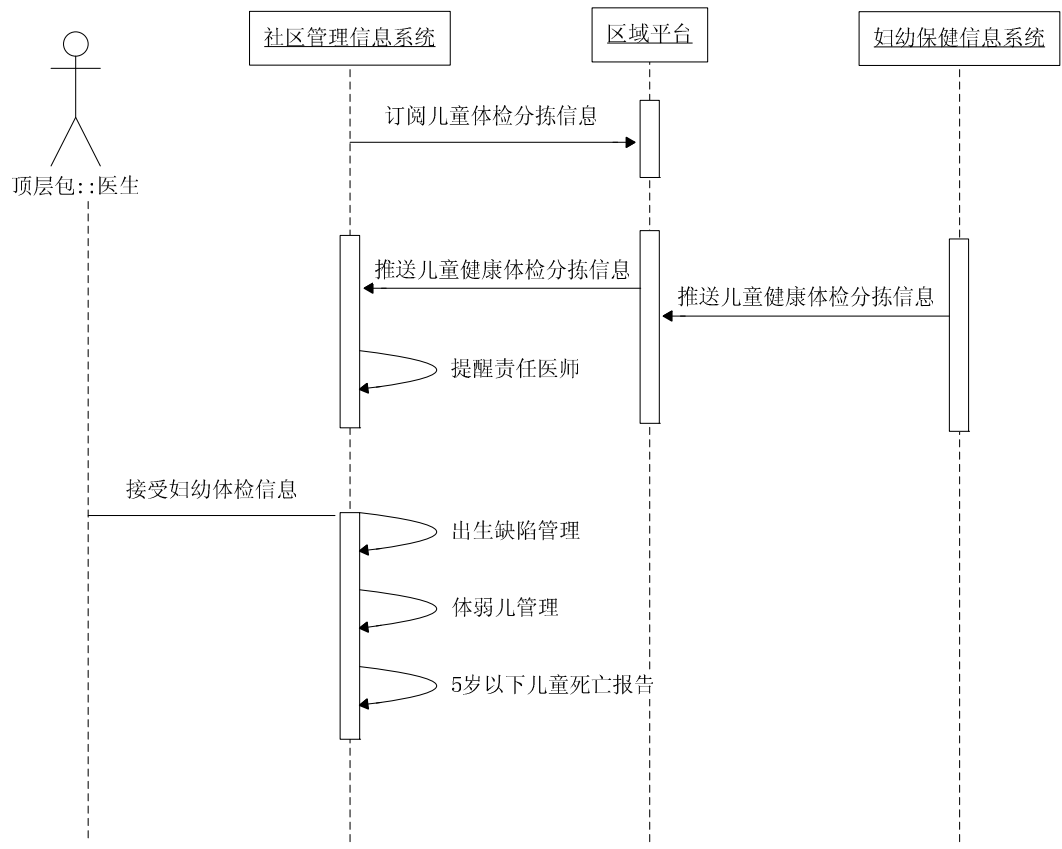 社区管理信息系统
区域平台
妇幼保健信息系统
订阅儿童体检分拣信息
顶层包::医生
推送儿童健康体检分拣信息
推送儿童健康体检分拣信息
提醒责任医师
接受妇幼体检信息
出生缺陷管理
体弱儿管理
5岁以下儿童死亡报告